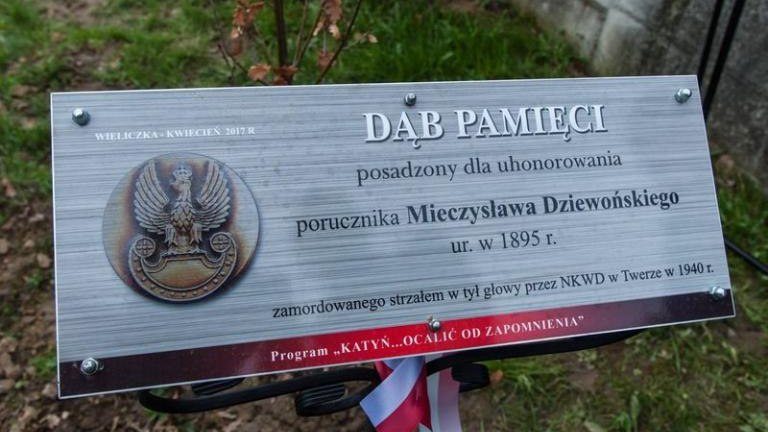 WIELICZKA - KWIECIEŃ 2017 R
DĄB PAMIĘCI
posadzony dla uhonorowania
porucznika Mieczysława Dziewońskiego
ur. w 1895 r.
zamordowanego strzałem w tył głowy przez NKWD w Twerze w 1940 r.
Program „KATYŃ...OCALIĆ OD ZAPOMNIENIA”